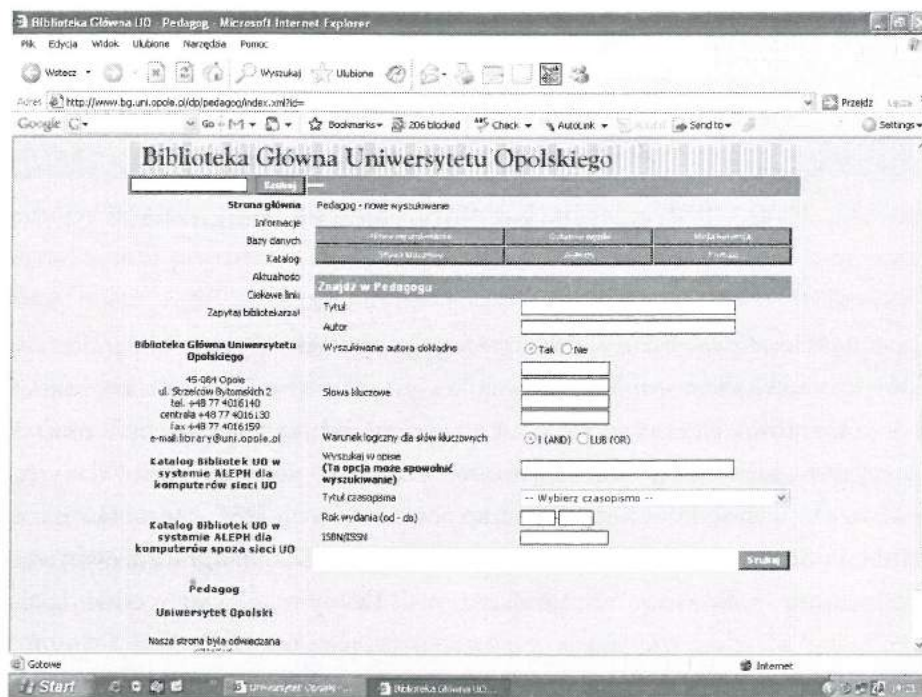 Biblioteka Główna UO - Pedagog - Microsoft Internet Explorer
Plik Edycja Widok Ulubione Narzędzia Pomoc
Wstecz Wyszukaj Ulubione
Adres http://www.bg.uni.opole.pl/dp/pedagog/index.xml?id= Przejdź Łącza
Google G Go Bookmarks 206 blocked Check AutoLink Send to Settings
Biblioteka Główna Uniwersytetu Opolskiego
Szukaj
Strona główna
Informacje
Bazy danych
Katalog
Aktualności
Ciekawe linki
Zapytaj bibliotekarza!
Biblioteka Główna Uniwersytetu
Opolskiego
45-084 Opole
ul. Strzelców Bytomskich 2
tel. +48 77 4016140
centrala +48 77 4016130
fax +48 77 4016159
e-mail:library@uni.opole.pl
Katalog Bibliotek UO w
systemie ALEPH dla
komputerów sieci UO
Katalog Bibliotek UO w
systemie ALEPH dla
komputerów spoza sieci UO
Pedagog
Uniwersytet Opolski
Nasza strona była odwiedzana
Pedagog - nowe wyszukiwanie
Znajdź w Pedagogu
Tytuł
Autor
Wyszukiwanie autora dokładne Tak Nie
Słowa kluczowe
Warunek logiczny dla słów kluczowych I (AND) LUB (OR)
Wyszukaj w opisie
(Ta opcja może spowolnić
wyszukiwanie)
Tytuł czasopisma -- Wybierz czasopismo --
Rok wydania (od - do) -
ISBN/ISSN
Szukaj
Gotowe Internet
Start Uniwersytet Opolski - ... Biblioteka Główna UO...